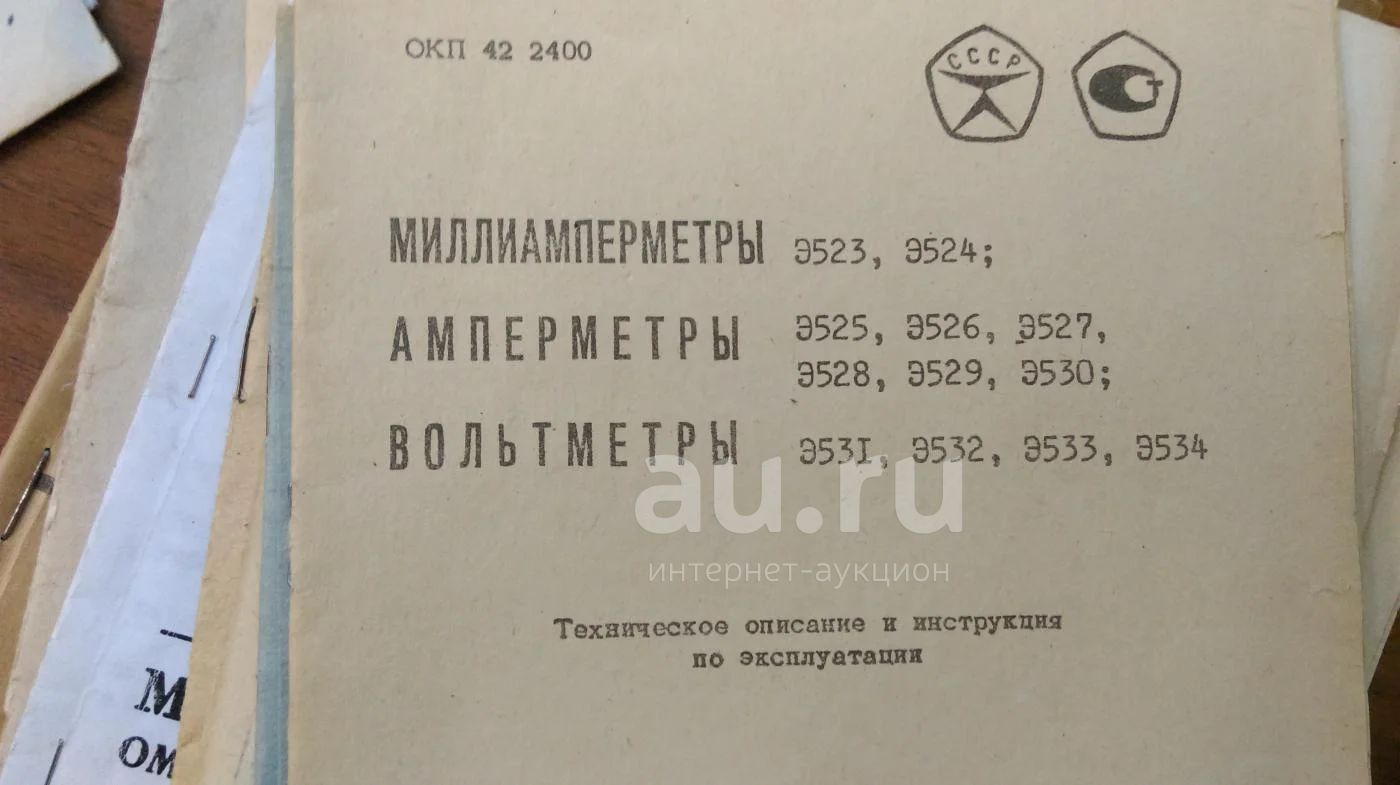 ОКП 42 2400
СССР
МИЛЛИАМПЕРМЕТРЫ Э523, Э524;
АМПЕРМЕТРЫ Э525, Э526, Э527,
Э528, Э529, Э530;
ВОЛЬТМЕТРЫ Э531, Э532, Э533, Э534
au.ru
интернет-аукцион
Техническое описание и инструкция
по эксплуатации